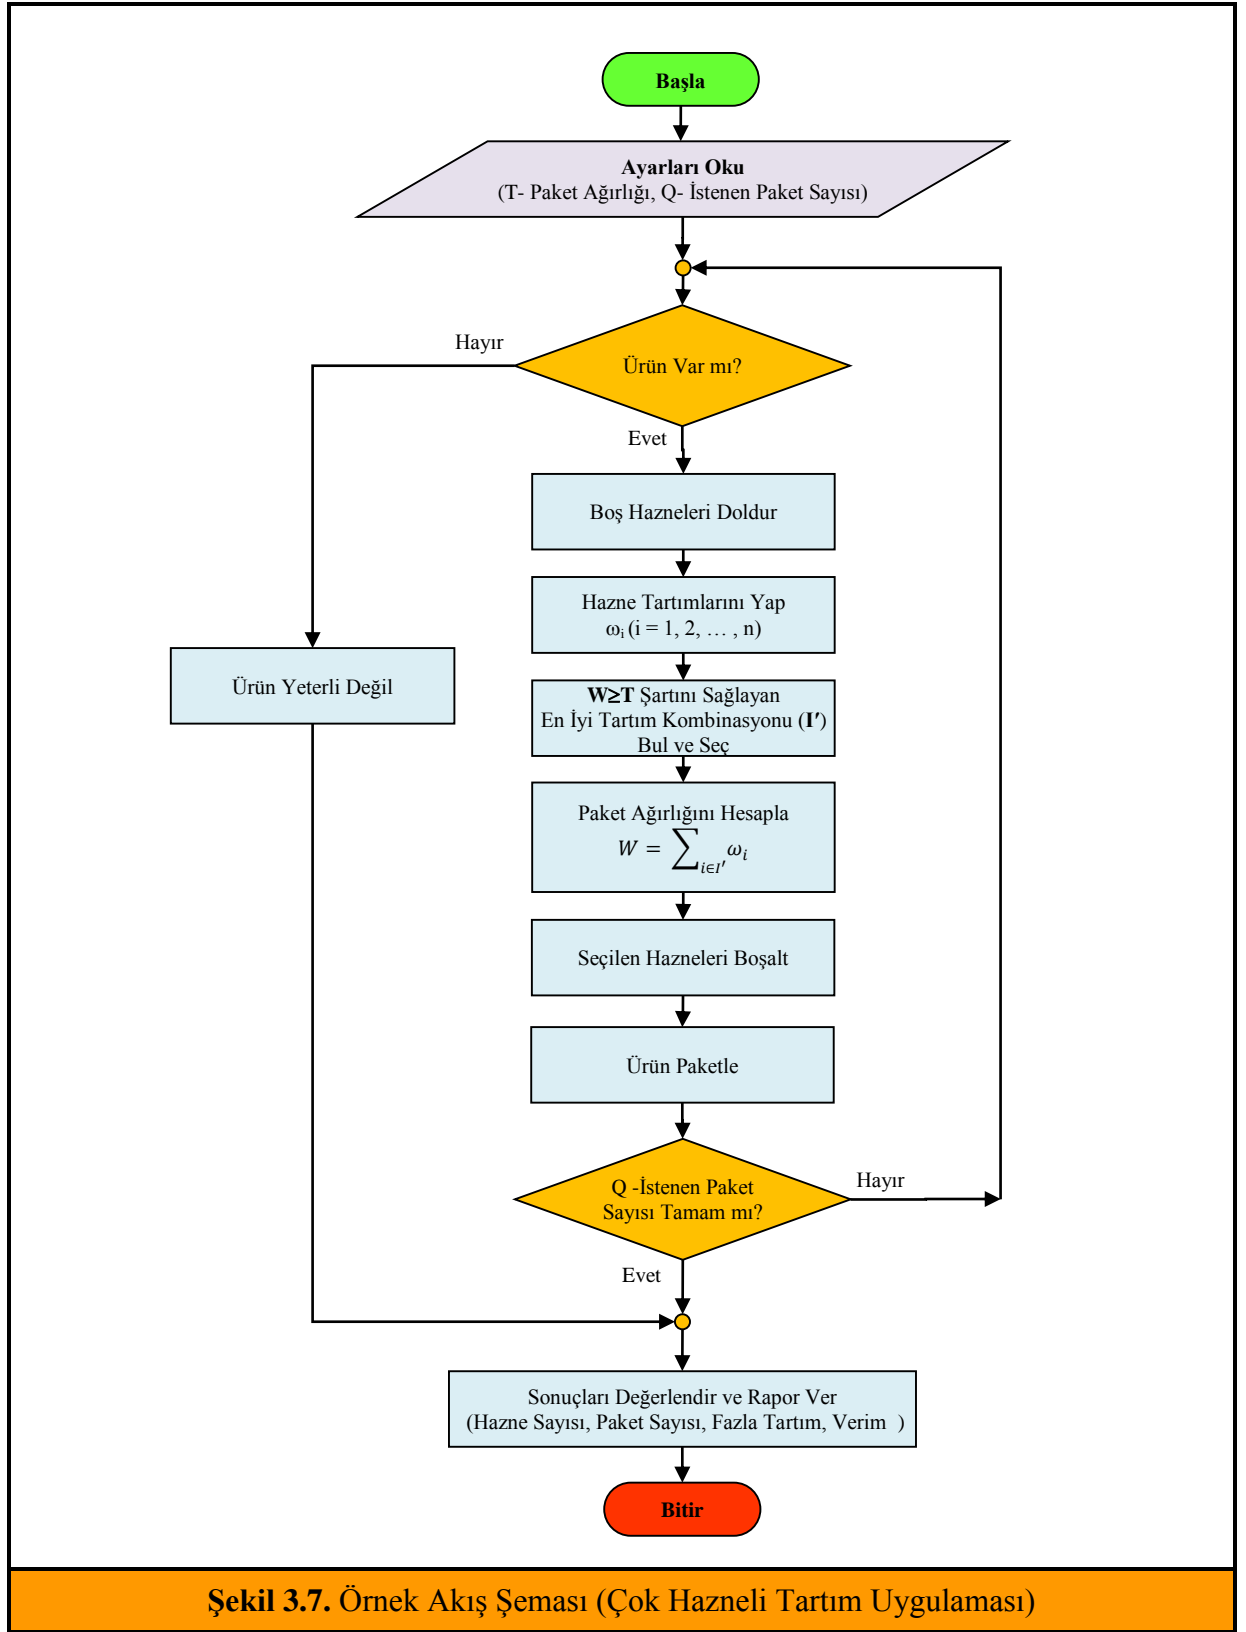 Başla
Ayarları Oku
(T- Paket Ağırlığı, Q- İstenen Paket Sayısı)
Hayır
Ürün Var mı?
Evet
Boş Hazneleri Doldur
Hazne Tartımlarını Yap
ωi (i = 1, 2, … , n)
Ürün Yeterli Değil
W≥T Şartını Sağlayan
En İyi Tartım Kombinasyonu (I′)
Bul ve Seç
Paket Ağırlığını Hesapla
W = ∑i∈I′ ωi
Seçilen Hazneleri Boşalt
Ürün Paketle
Q -İstenen Paket
Sayısı Tamam mı?
Hayır
Evet
Sonuçları Değerlendir ve Rapor Ver
(Hazne Sayısı, Paket Sayısı, Fazla Tartım, Verim )
Bitir
Şekil 3.7. Örnek Akış Şeması (Çok Hazneli Tartım Uygulaması)